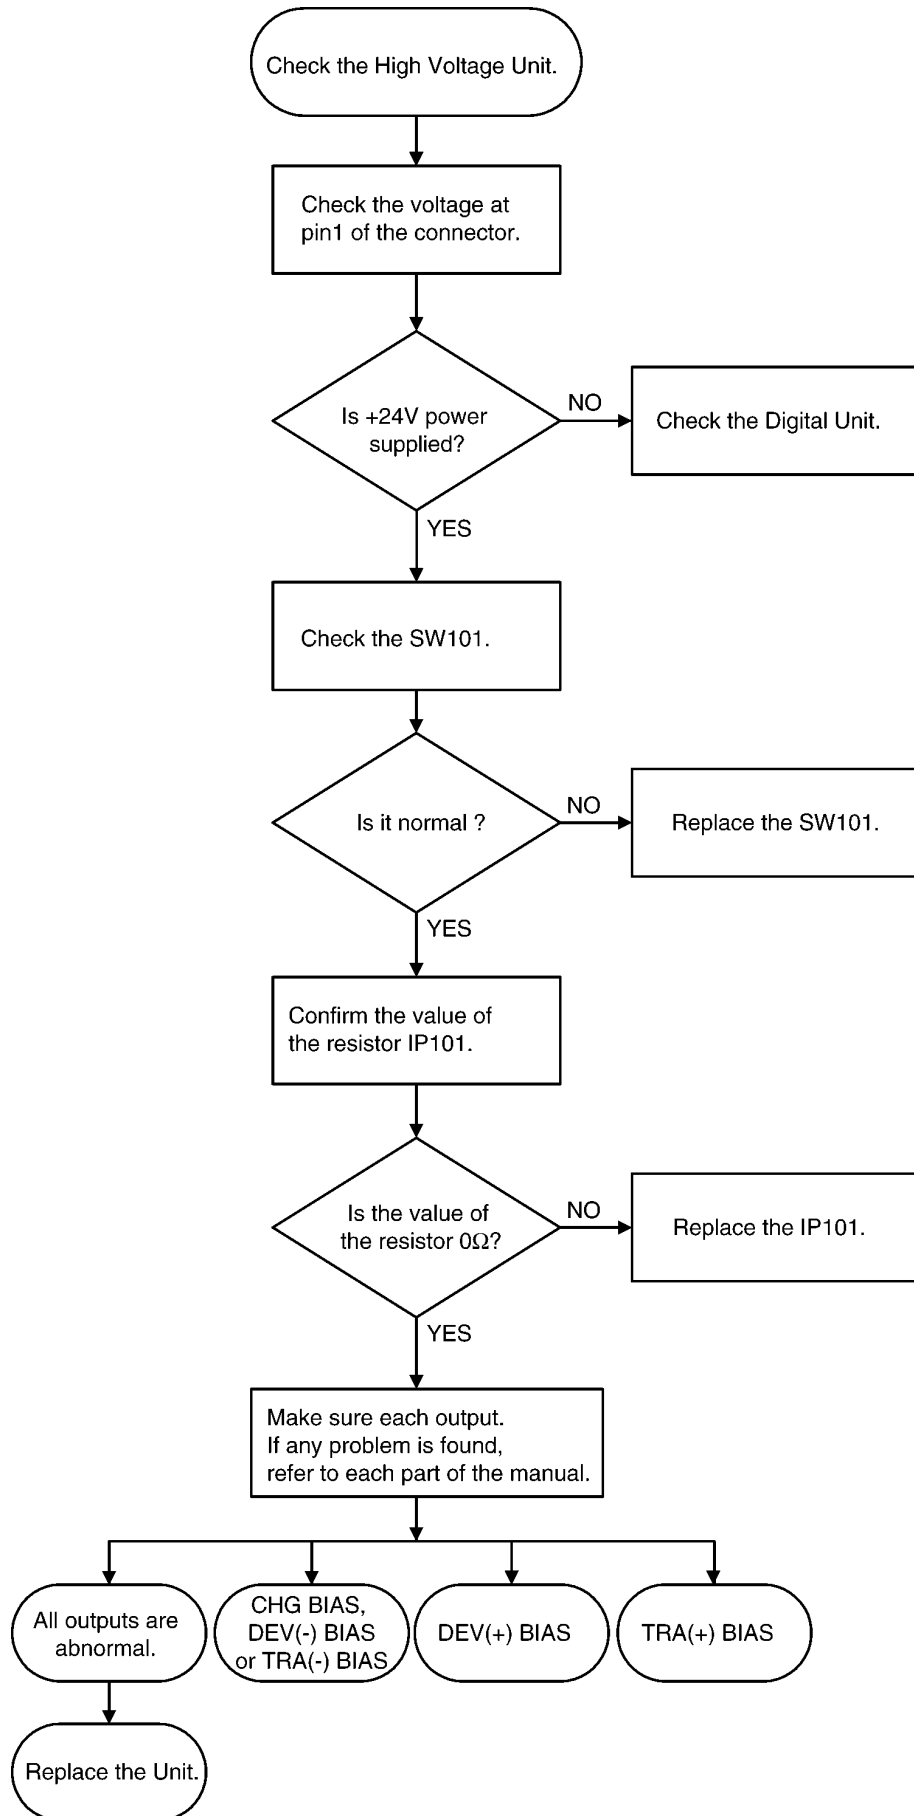 Check the High Voltage Unit.
Check the voltage at
pin1 of the connector.
Is +24V power
supplied?
NO
Check the Digital Unit.
YES
Check the SW101.
Is it normal ?
NO
Replace the SW101.
YES
Confirm the value of
the resistor IP101.
Is the value of
the resistor 0Ω?
NO
Replace the IP101.
YES
Make sure each output.
If any problem is found,
refer to each part of the manual.
All outputs are
abnormal.
CHG BIAS,
DEV(-) BIAS
or TRA(-) BIAS
DEV(+) BIAS
TRA(+) BIAS
Replace the Unit.